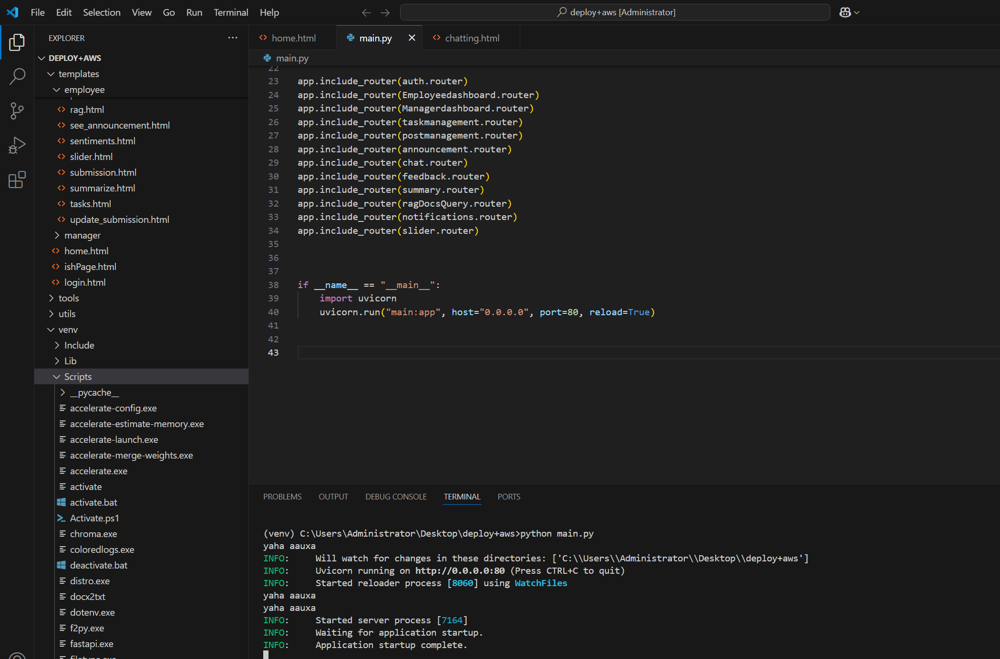 File Edit Selection View Go Run Terminal Help
deploy+aws [Administrator]
EXPLORER
DEPLOY+AWS
templates
employee
rag.html
see_announcement.html
sentiments.html
slider.html
submission.html
summarize.html
tasks.html
update_submission.html
manager
home.html
ishPage.html
login.html
tools
utils
venv
Include
Lib
Scripts
__pycache__
accelerate-config.exe
accelerate-estimate-memory.exe
accelerate-launch.exe
accelerate-merge-weights.exe
accelerate.exe
activate
activate.bat
Activate.ps1
chroma.exe
coloredlogs.exe
deactivate.bat
distro.exe
docx2txt
dotenv.exe
f2py.exe
fastapi.exe
home.html main.py chatting.html
main.py
22
23 app.include_router(auth.router)
24 app.include_router(Employeedashboard.router)
25 app.include_router(Managerdashboard.router)
26 app.include_router(taskmanagement.router)
27 app.include_router(postmanagement.router)
28 app.include_router(announcement.router)
29 app.include_router(chat.router)
30 app.include_router(feedback.router)
31 app.include_router(summary.router)
32 app.include_router(ragDocsQuery.router)
33 app.include_router(notifications.router)
34 app.include_router(slider.router)
35
36
37
38 if __name__ == "__main__":
39 import uvicorn
40 uvicorn.run("main:app", host="0.0.0.0", port=80, reload=True)
41
42
43
PROBLEMS OUTPUT DEBUG CONSOLE TERMINAL PORTS
(venv) C:\Users\Administrator\Desktop\deploy+aws>python main.py
yaha aauxa
INFO: Will watch for changes in these directories: ['C:\\Users\\Administrator\\Desktop\\deploy+aws']
INFO: Uvicorn running on http://0.0.0.0:80 (Press CTRL+C to quit)
INFO: Started reloader process [8060] using WatchFiles
yaha aauxa
yaha aauxa
INFO: Started server process [7164]
INFO: Waiting for application startup.
INFO: Application startup complete.